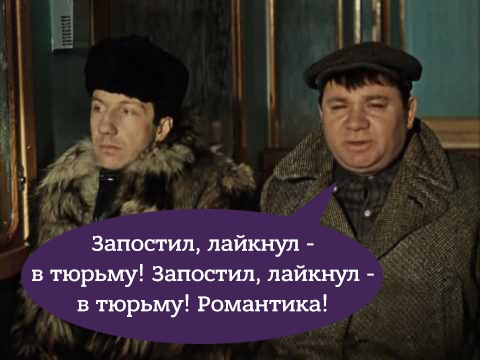 Запостил, лайкнул -
в тюрьму! Запостил, лайкнул -
в тюрьму! Романтика!